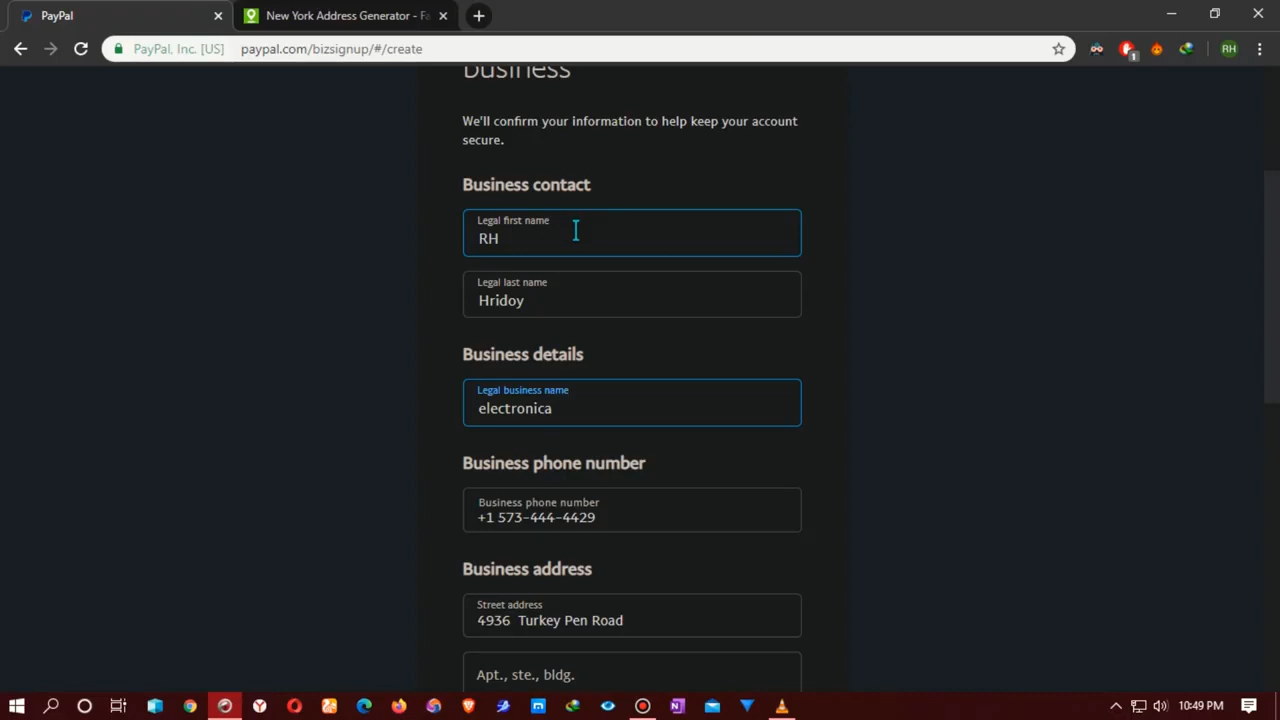 PayPal
New York Address Generator - Fa
PayPal, Inc. [US]
paypal.com/bizsignup/#/create
1
RH
Business
We'll confirm your information to help keep your account
secure.
Business contact
Legal first name
RH
Legal last name
Hridoy
Business details
Legal business name
electronica
Business phone number
Business phone number
+1 573-444-4429
Business address
Street address
4936 Turkey Pen Road
Apt., ste., bldg.
10:49 PM